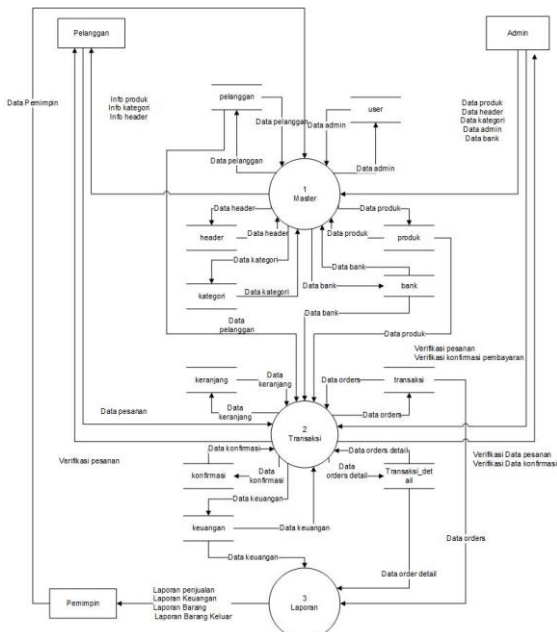 Pelanggan
Admin
Data Pemimpin
Info produk
Info kategori
Info header
pelanggan
user
Data pelanggan
Data admin
Data produk
Data header
Data kategori
Data admin
Data bank
Data pelanggan
Data admin
1
Master
Data header
Data produk
header
Data header
Data produk
produk
Data kategori
Data bank
kategori
Data kategori
Data bank
bank
Data bank
Data
pelanggan
Data produk
Verifikasi pesanan
Verifikasi konfirmasi pembayaran
keranjang
Data
keranjang
Data orders
transaksi
Data pesanan
Data
keranjang
2
Transaksi
Data orders
Verifikasi pesanan
Data konfirmasi
Data orders detail
Verifikasi Data pesanan
Verifikasi Data konfirmasi
konfirmasi
Data
konfirmasi
Data
orders detail
Transaksi_det
ail
Data keuangan
keuangan
Data keuangan
Data orders
Data keuangan
Data order detail
Pemimpin
Laporan penjualan
Laporan Keuangan
Laporan Barang
Laporan Barang Keluar
3
Laporan